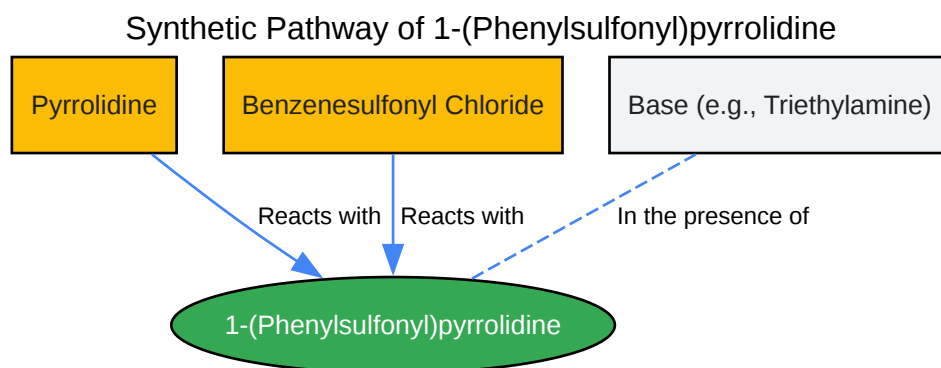 Synthetic Pathway of 1-(Phenylsulfonyl)pyrrolidine
Pyrrolidine
Benzenesulfonyl Chloride
Base (e.g., Triethylamine)
Reacts with
Reacts with
In the presence of
1-(Phenylsulfonyl)pyrrolidine